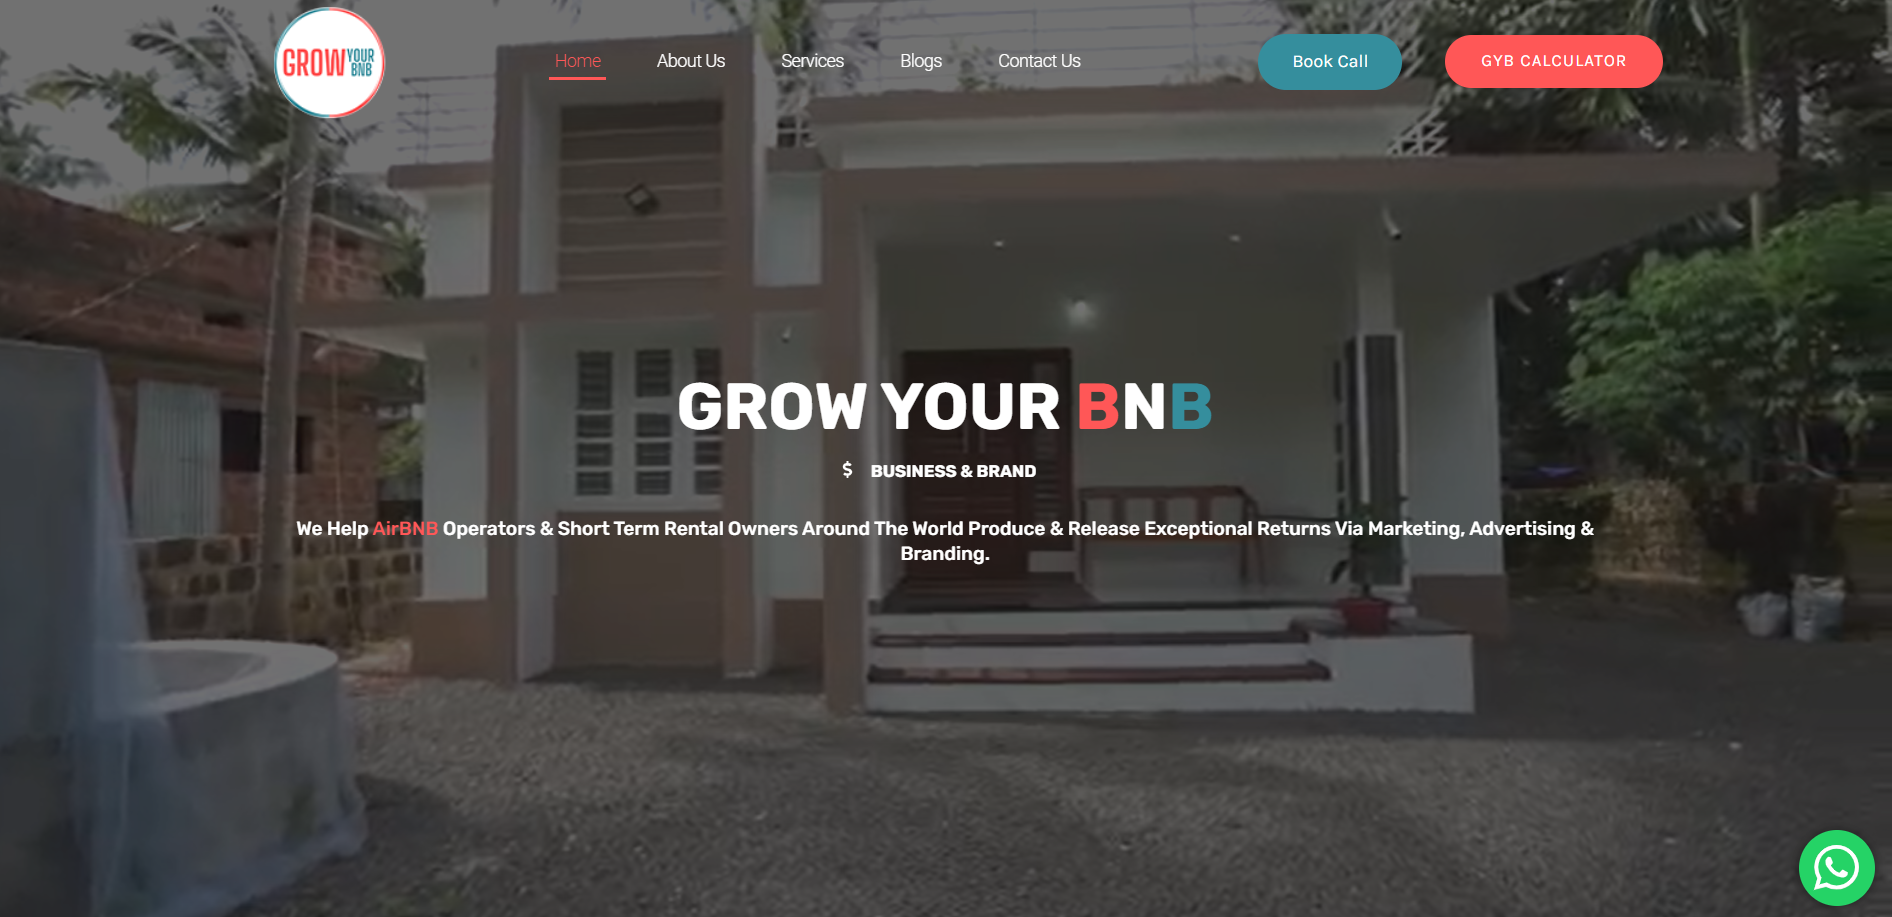 GROW YOUR
BNB
Home
About Us
Services
Blogs
Contact Us
Book Call
GYB CALCULATOR
GROW YOUR BNB
$ BUSINESS & BRAND
We Help AirBNB Operators & Short Term Rental Owners Around The World Produce & Release Exceptional Returns Via Marketing, Advertising &
Branding.